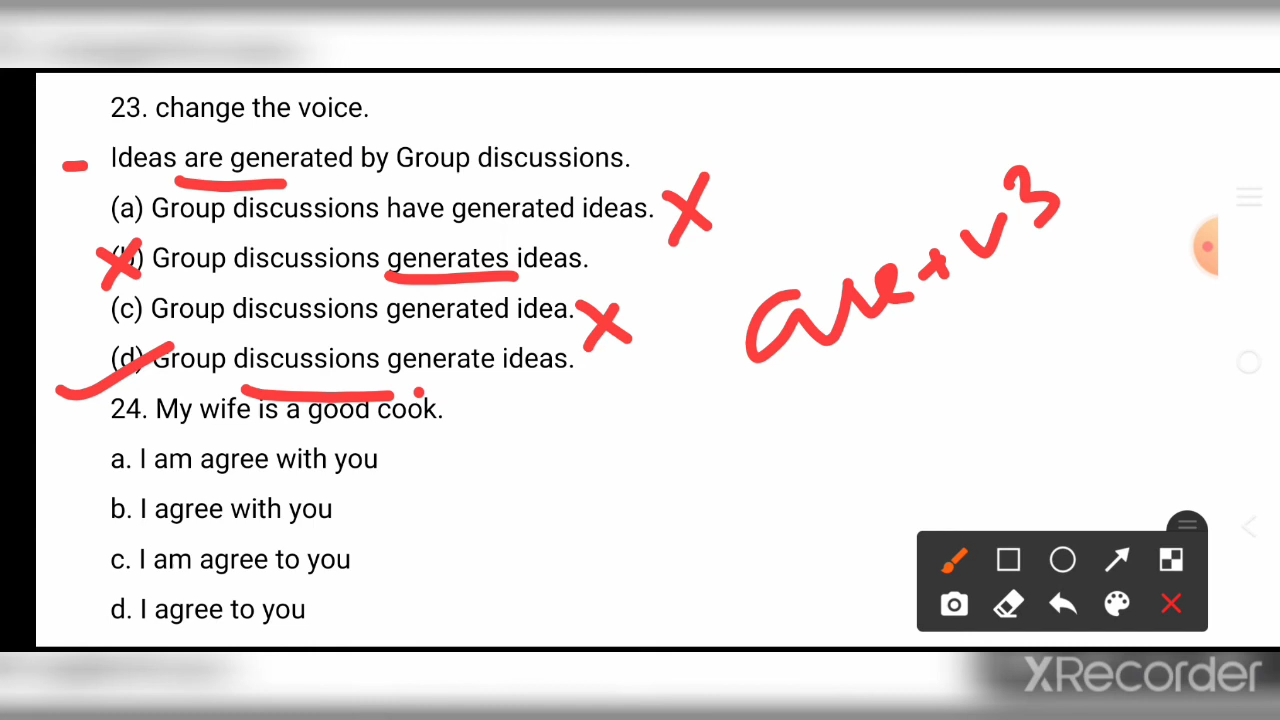 23. change the voice.
Ideas are generated by Group discussions.
(a) Group discussions have generated ideas.
(b) Group discussions generates ideas.
(c) Group discussions generated idea.
(d) Group discussions generate ideas.
are+v3
24. My wife is a good cook.
a. I am agree with you
b. I agree with you
c. I am agree to you
d. I agree to you
XRecorder